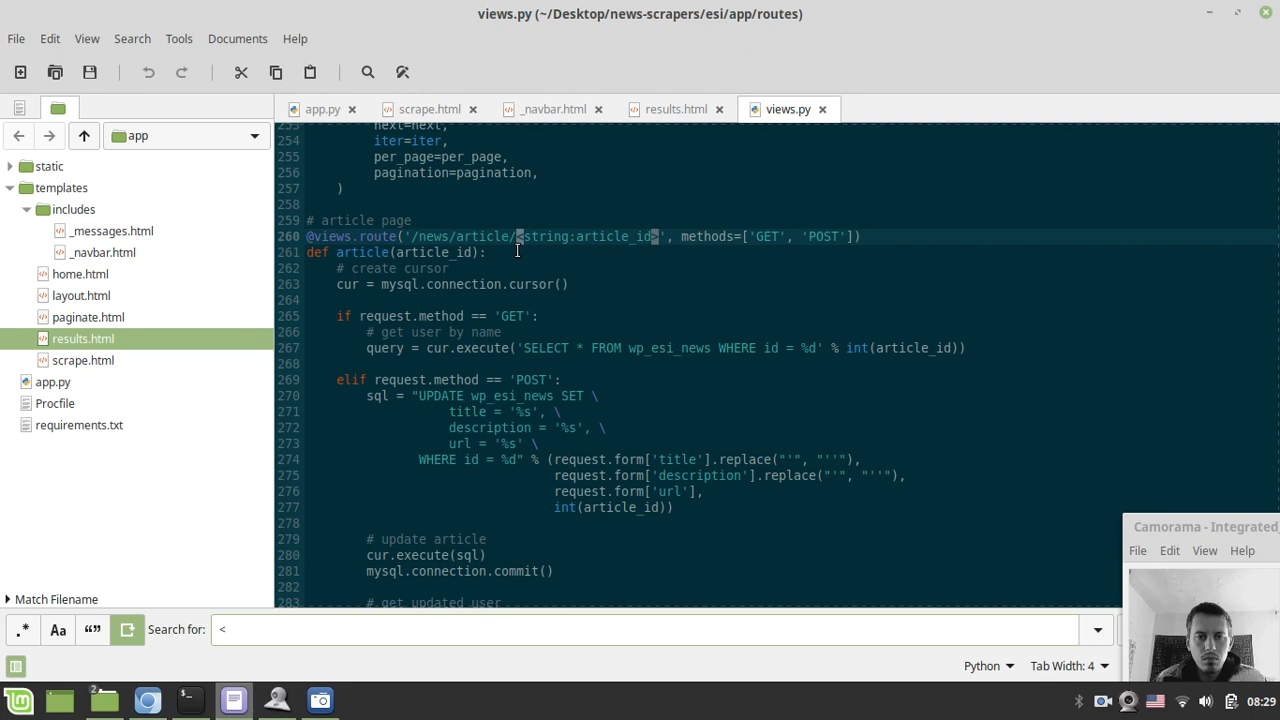 views.py (~/Desktop/news-scrapers/esi/app/routes)
File Edit View Search Tools Documents Help
app.py scrape.html _navbar.html results.html views.py
app
static
templates
includes
_messages.html
_navbar.html
home.html
layout.html
paginate.html
results.html
scrape.html
app.py
Procfile
requirements.txt
Match Filename
253 next=next,
254 iter=iter,
255 per_page=per_page,
256 pagination=pagination,
257 )
258
259 # article page
260 @views.route('/news/article/<string:article_id>', methods=['GET', 'POST'])
261 def article(article_id):
262 # create cursor
263 cur = mysql.connection.cursor()
264
265 if request.method == 'GET':
266 # get user by name
267 query = cur.execute('SELECT * FROM wp_esi_news WHERE id = %d' % int(article_id))
268
269 elif request.method == 'POST':
270 sql = "UPDATE wp_esi_news SET \
271 title = '%s', \
272 description = '%s', \
273 url = '%s' \
274 WHERE id = %d" % (request.form['title'].replace("'", "''"),
275 request.form['description'].replace("'", "''"),
276 request.form['url'],
277 int(article_id))
278
279 # update article
280 cur.execute(sql)
281 mysql.connection.commit()
282
283 # get updated user
.* Aa “” Search for: <
Python Tab Width: 4
Camorama - Integrated
File Edit View Help
2
08:29